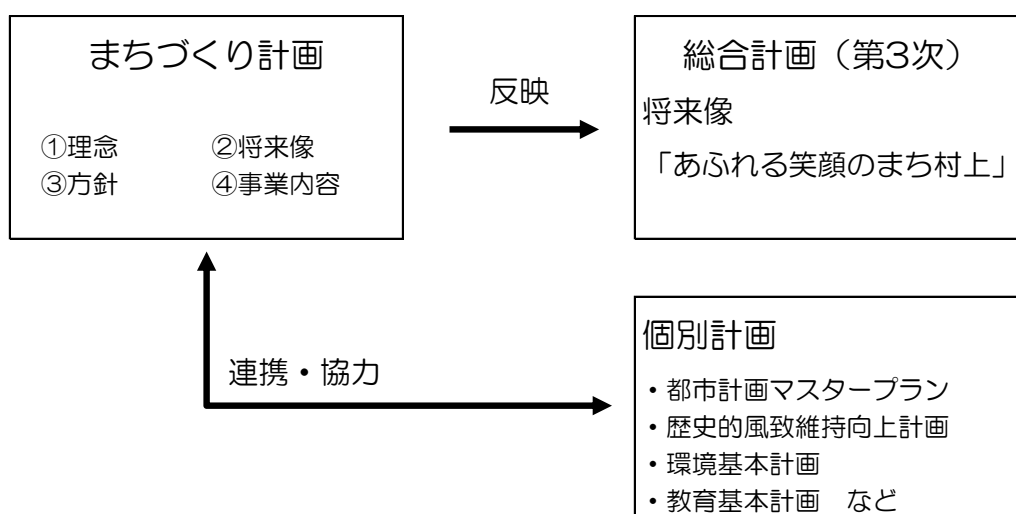 まちづくり計画
①理念 ②将来像
③方針 ④事業内容
反映
総合計画（第3次）
将来像
「あふれる笑顔のまち村上」
連携・協力
個別計画
・都市計画マスタープラン
・歴史的風致維持向上計画
・環境基本計画
・教育基本計画　など